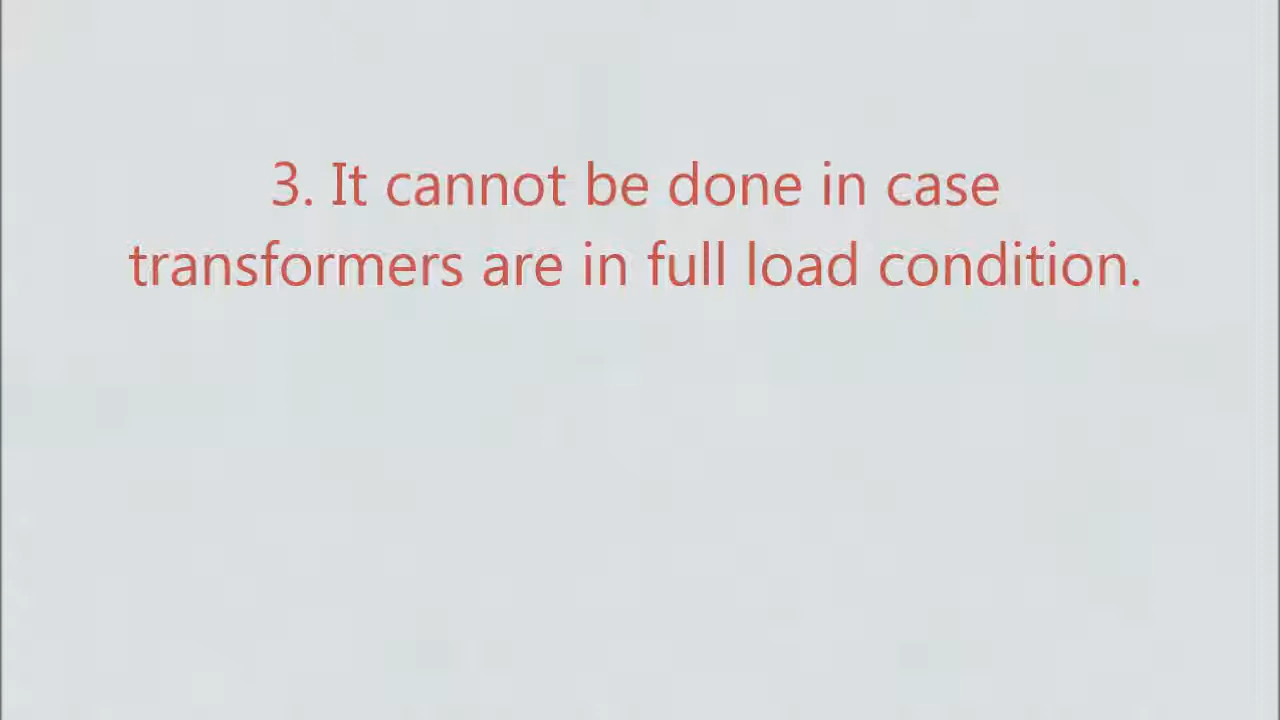 3. It cannot be done in case
transformers are in full load condition.